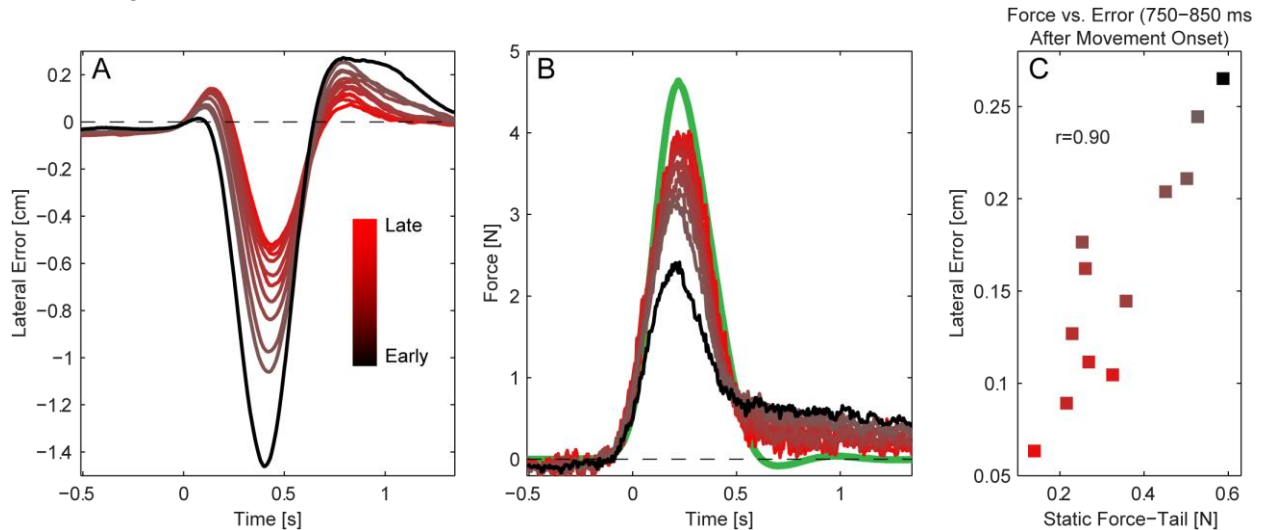 Force vs. Error (750−850 ms
After Movement Onset)
A
0.2
0
−0.2
−0.4
−0.6
−0.8
−1
−1.2
−1.4
Lateral Error [cm]
Late
Early
−0.5
0
0.5
1
Time [s]
B
5
4
3
2
1
0
Force [N]
−0.5
0
0.5
1
Time [s]
C
r=0.90
0.25
0.2
0.15
0.1
0.05
Lateral Error [cm]
0.2
0.4
0.6
Static Force−Tail [N]